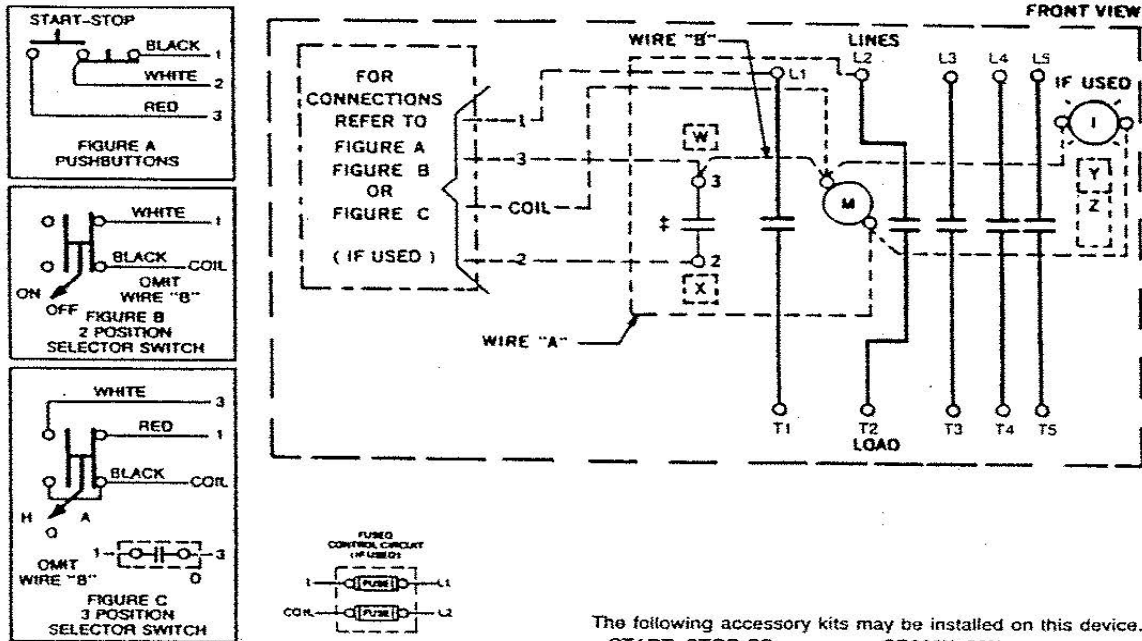 START-STOP
BLACK 1
WHITE 2
RED 3
FIGURE A
PUSHBUTTONS
WHITE 1
BLACK COIL
OMIT
WIRE "B"
ON
OFF
FIGURE B
2 POSITION
SELECTOR SWITCH
WHITE 3
RED 1
BLACK COIL
H A
O
1 3
OMIT
WIRE "B"
FIGURE C
3 POSITION
SELECTOR SWITCH
FRONT VIEW
WIRE "B" LINES
L1 L2 L3 L4 L5
IF USED
FOR
CONNECTIONS
REFER TO
FIGURE A
FIGURE B
OR
FIGURE C
(IF USED)
1
3
COIL
2
W
3
‡
2
X
M
I
Y
Z
WIRE "A"
T1 T2 T3 T4 T5
LOAD
FUSED
CONTROL CIRCUIT
(IF USED)
1 FUSE L1
COIL FUSE L2
The following accessory kits may be installed on this device.